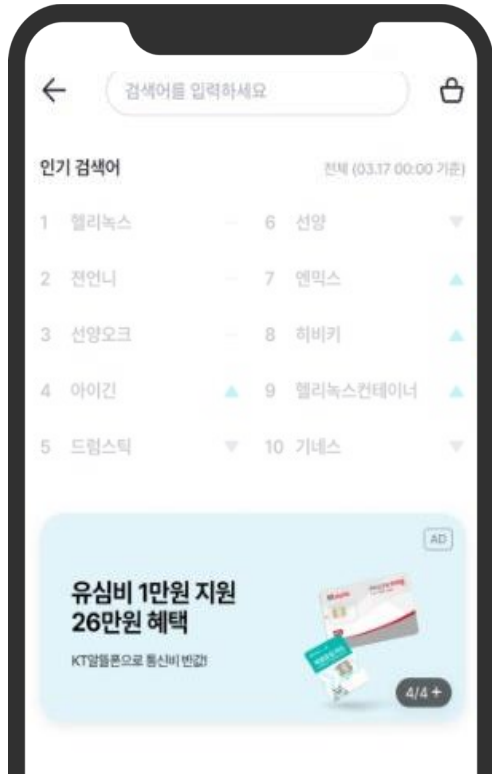 검색어를 입력하세요
인기 검색어
전체 (03.17 00:00 기준)
1 헬리녹스
2 젼언니
3 선양오크
4 아이긴
5 드럼스틱
6 선양
7 엔믹스
8 히비키
9 헬리녹스컨테이너
10 기네스
AD
유심비 1만원 지원
26만원 혜택
KT알뜰폰으로 통신비 반값!
4/4 +